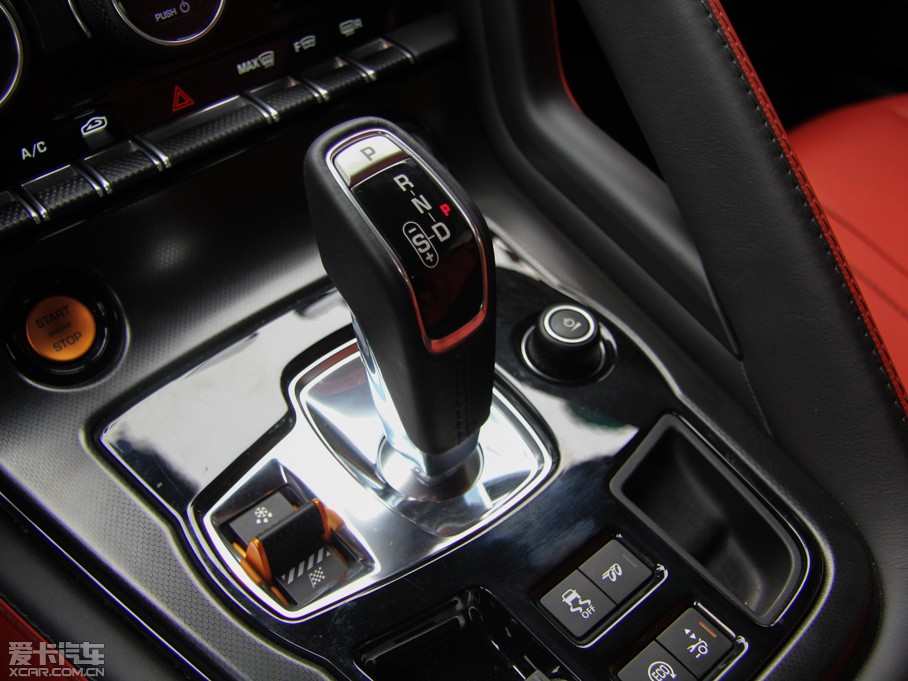 PUSH
MAX
F
R
A/C
P
R
N
P
D
- S +
START
STOP
OFF
ECO
爱卡汽车
XCAR.COM.CN